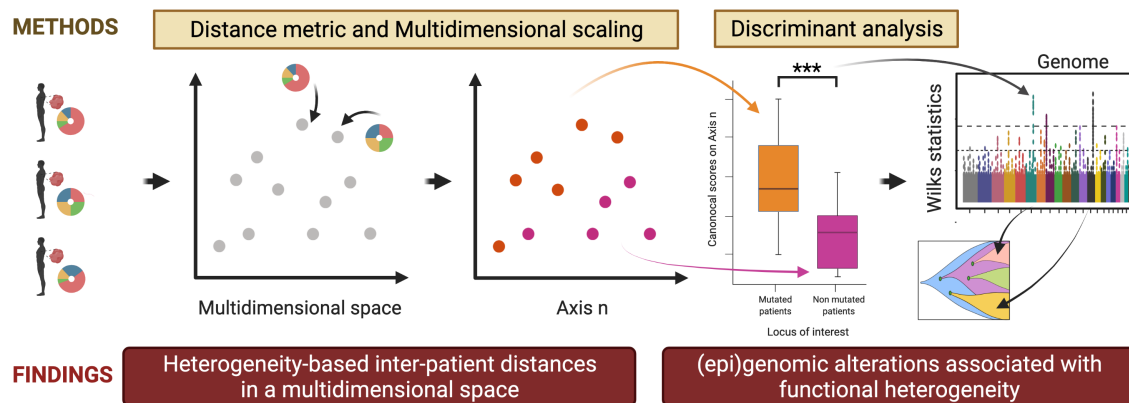 METHODS
Distance metric and Multidimensional scaling
Discriminant analysis
Genome
***
Canonocal scores on Axis n
Wilks statistics
Multidimensional space
Axis n
Mutated
patients
Non mutated
patients
Locus of interest
FINDINGS
Heterogeneity-based inter-patient distances
in a multidimensional space
(epi)genomic alterations associated with
functional heterogeneity